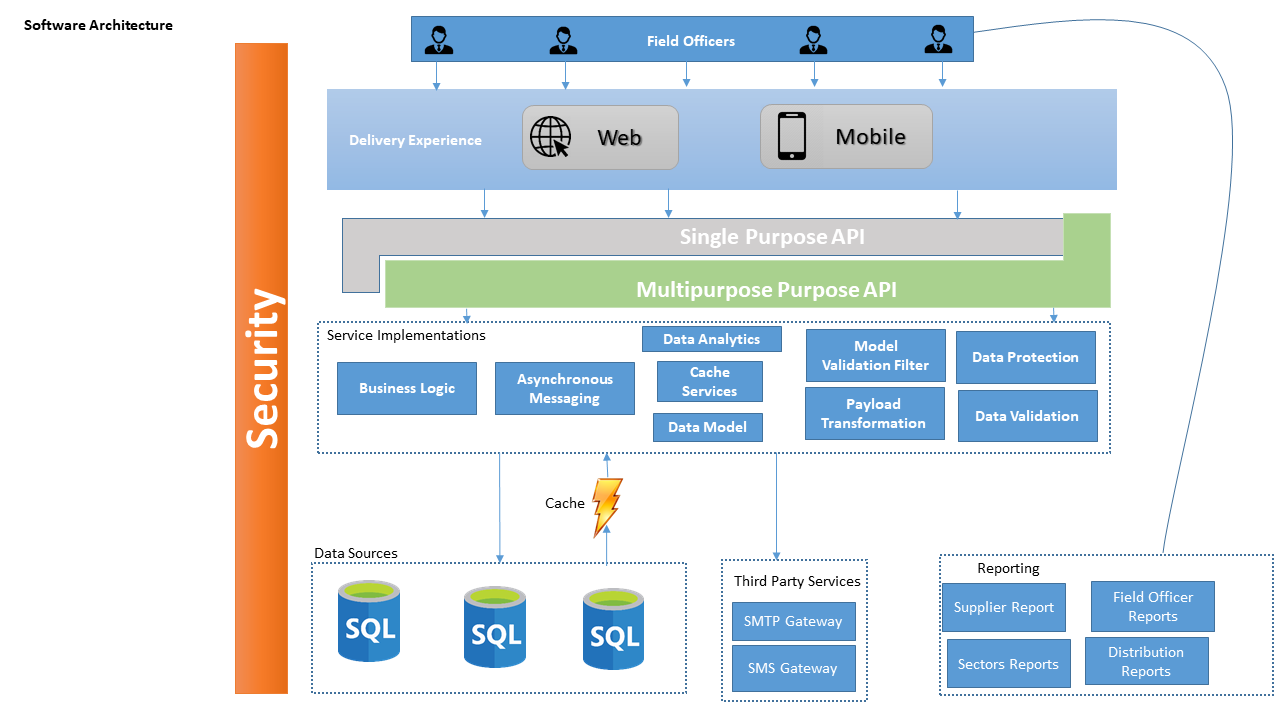 Software Architecture
Field Officers
Security
Delivery Experience
Web
Mobile
Single Purpose API
Multipurpose Purpose API
Service Implementations
Business Logic
Asynchronous
Messaging
Data Analytics
Cache
Services
Data Model
Model
Validation Filter
Payload
Transformation
Data Protection
Data Validation
Cache
Data Sources
SQL
SQL
SQL
Third Party Services
SMTP Gateway
SMS Gateway
Reporting
Supplier Report
Field Officer
Reports
Sectors Reports
Distribution
Reports